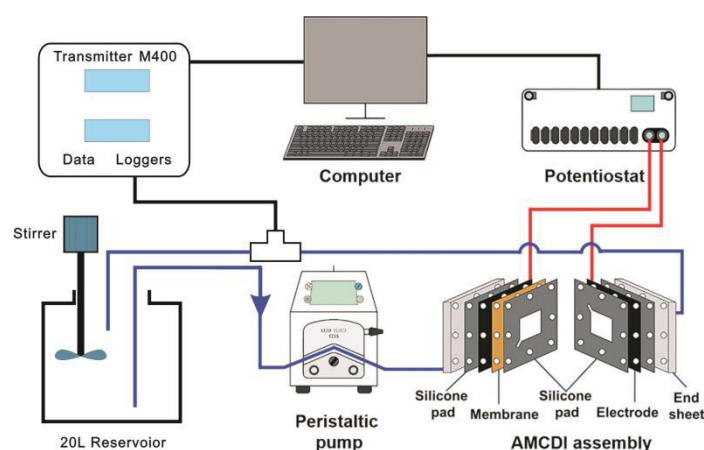 Transmitter M400
Data Loggers
Computer
Potentiostat
Stirrer
20L Reservoior
Peristaltic
pump
Silicone
pad
Membrane
Silicone
pad
Electrode
End
sheet
AMCDI assembly